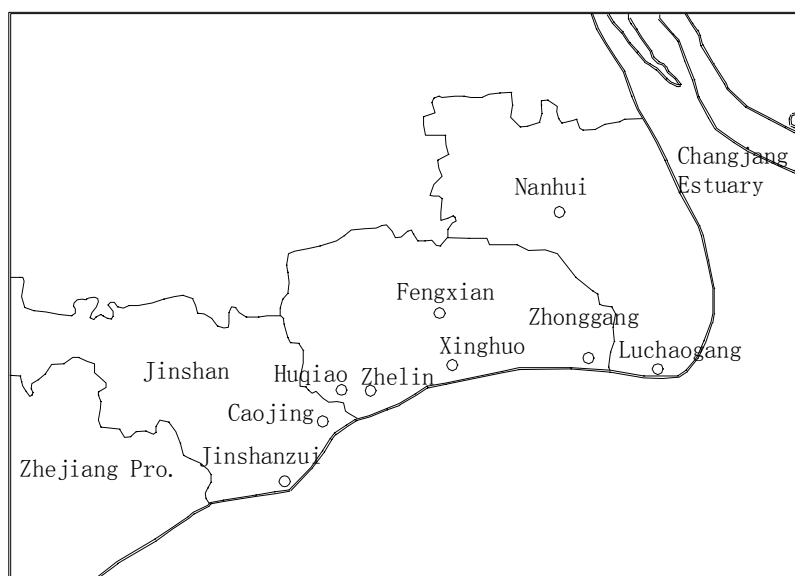 Changjang
Estuary
Nanhui
Fengxian
Zhonggang
Xinghuo
Luchaogang
Jinshan
Huqiao
Zhelin
Caojing
Jinshanzui
Zhejiang Pro.